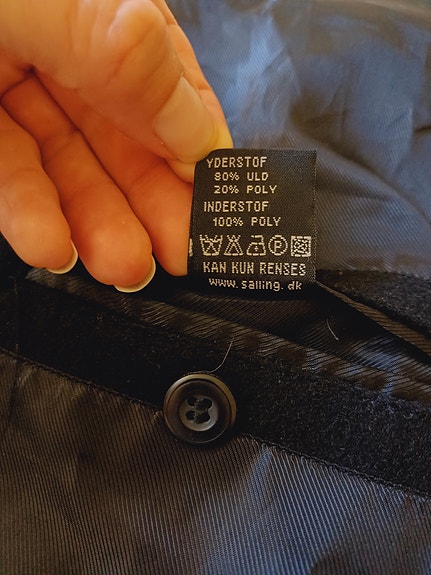 YDERSTOF
80% ULD
20% POLY
INDERSTOF
100% POLY
P
KAN KUN RENSES
www.salling.dk